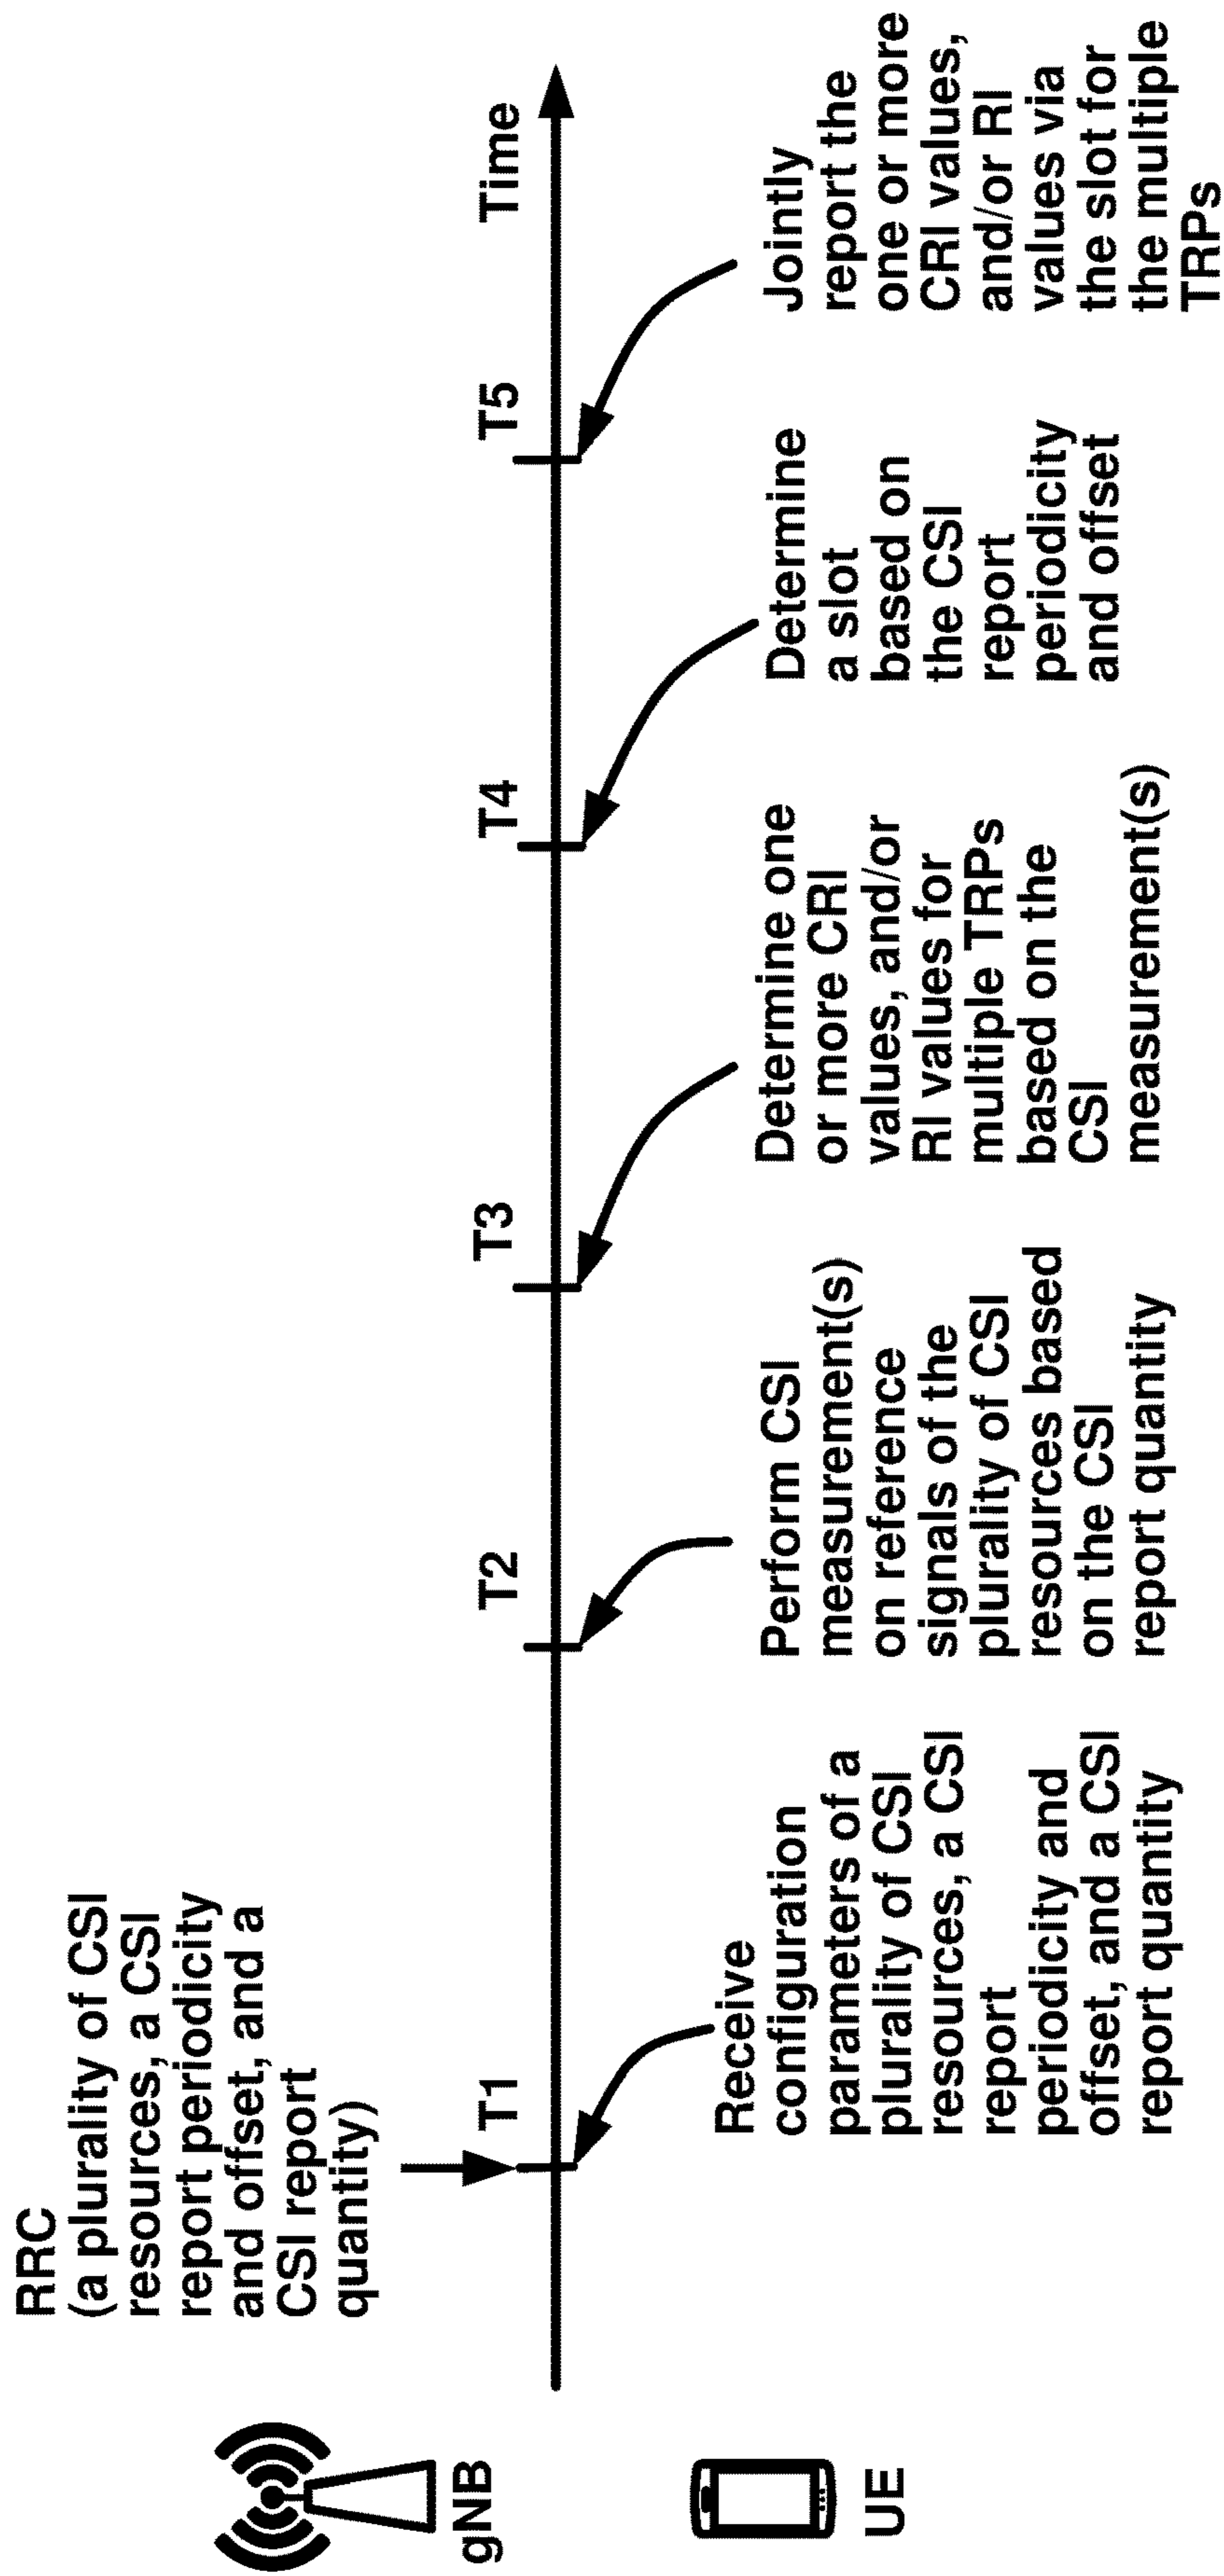 RRC
(a plurality of CSI
resources, a CSI
report periodicity
and offset, and a
CSI report
quantity)
gNB
T1
T2
T3
T4
T5
Time
UE
Receive
configuration
parameters of a
plurality of CSI
resources, a CSI
report
periodicity and
offset, and a CSI
report quantity
Perform CSI
measurement(s)
on reference
signals of the
plurality of CSI
resources based
on the CSI
report quantity
Determine one
or more CRI
values, and/or
RI values for
multiple TRPs
based on the
CSI
measurement(s)
Determine
a slot
based on
the CSI
report
periodicity
and offset
Jointly
report the
one or more
CRI values,
and/or RI
values via
the slot for
the multiple
TRPs